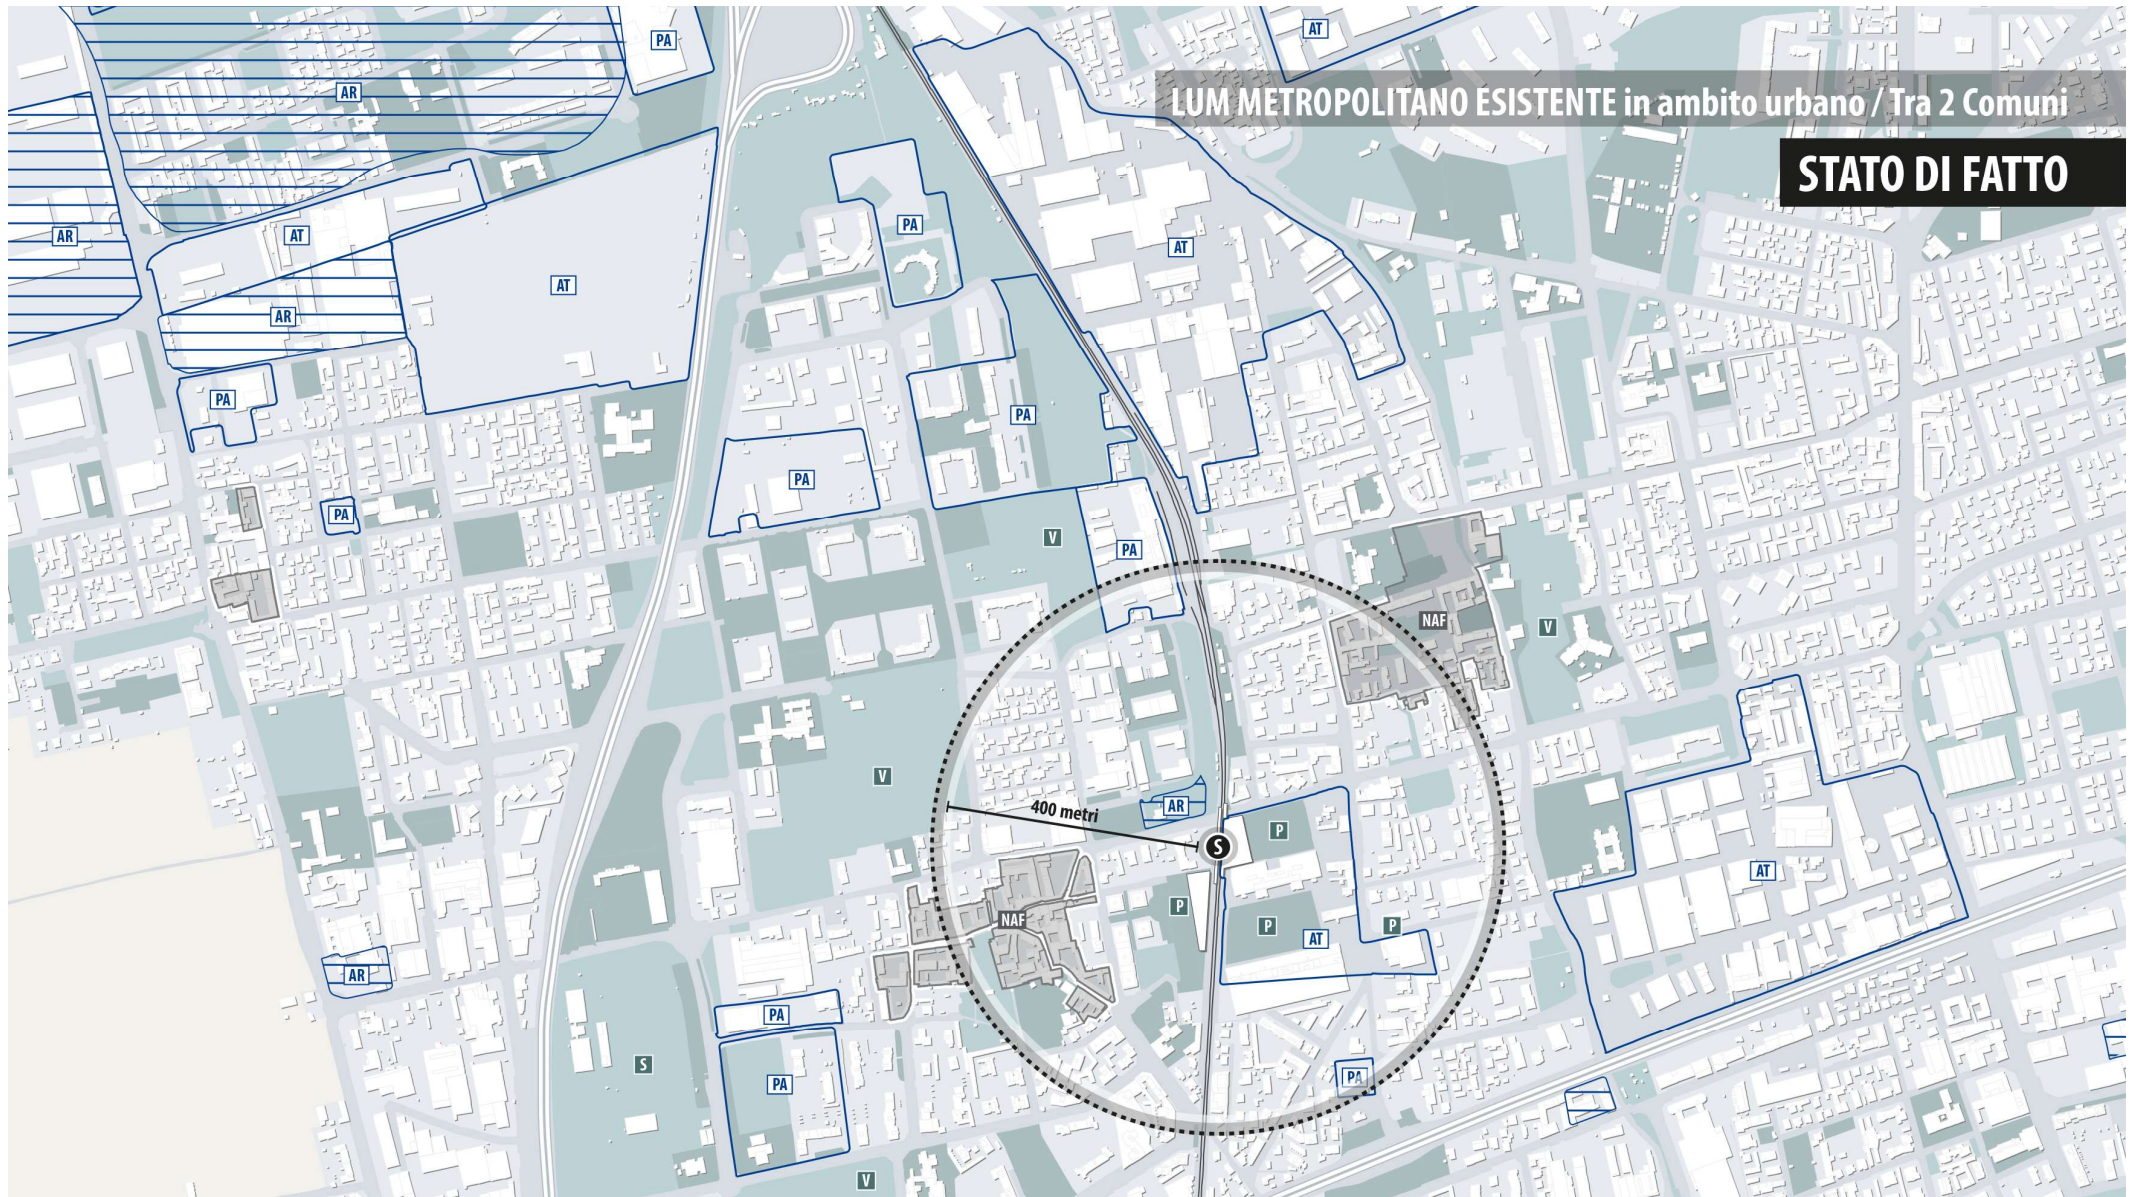 AT
PA
AR
LUM METROPOLITANO ESISTENTE in ambito urbano / Tra 2 Comuni
STATO DI FATTO
PA
AR
AT
AT
AT
AR
PA
PA
PA
PA
V
PA
NAF
V
V
AR
400 metri
P
S
AT
P
NAF
P
P
AT
AR
PA
S
PA
PA
V